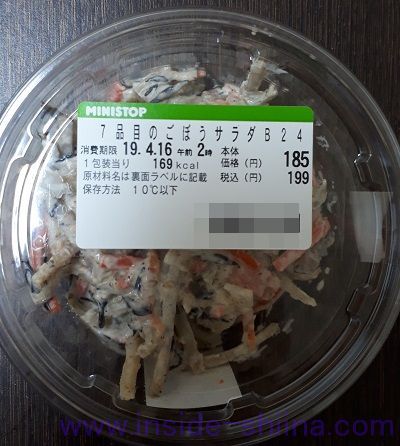 MINISTOP
7品目のごぼうサラダB24
消費期限 19.4.16 午前2時 本体
1包装当り 169kcal 価格(円) 185
原材料名は裏面ラベルに記載 税込(円) 199
保存方法 10℃以下
www.inside-shiina.com